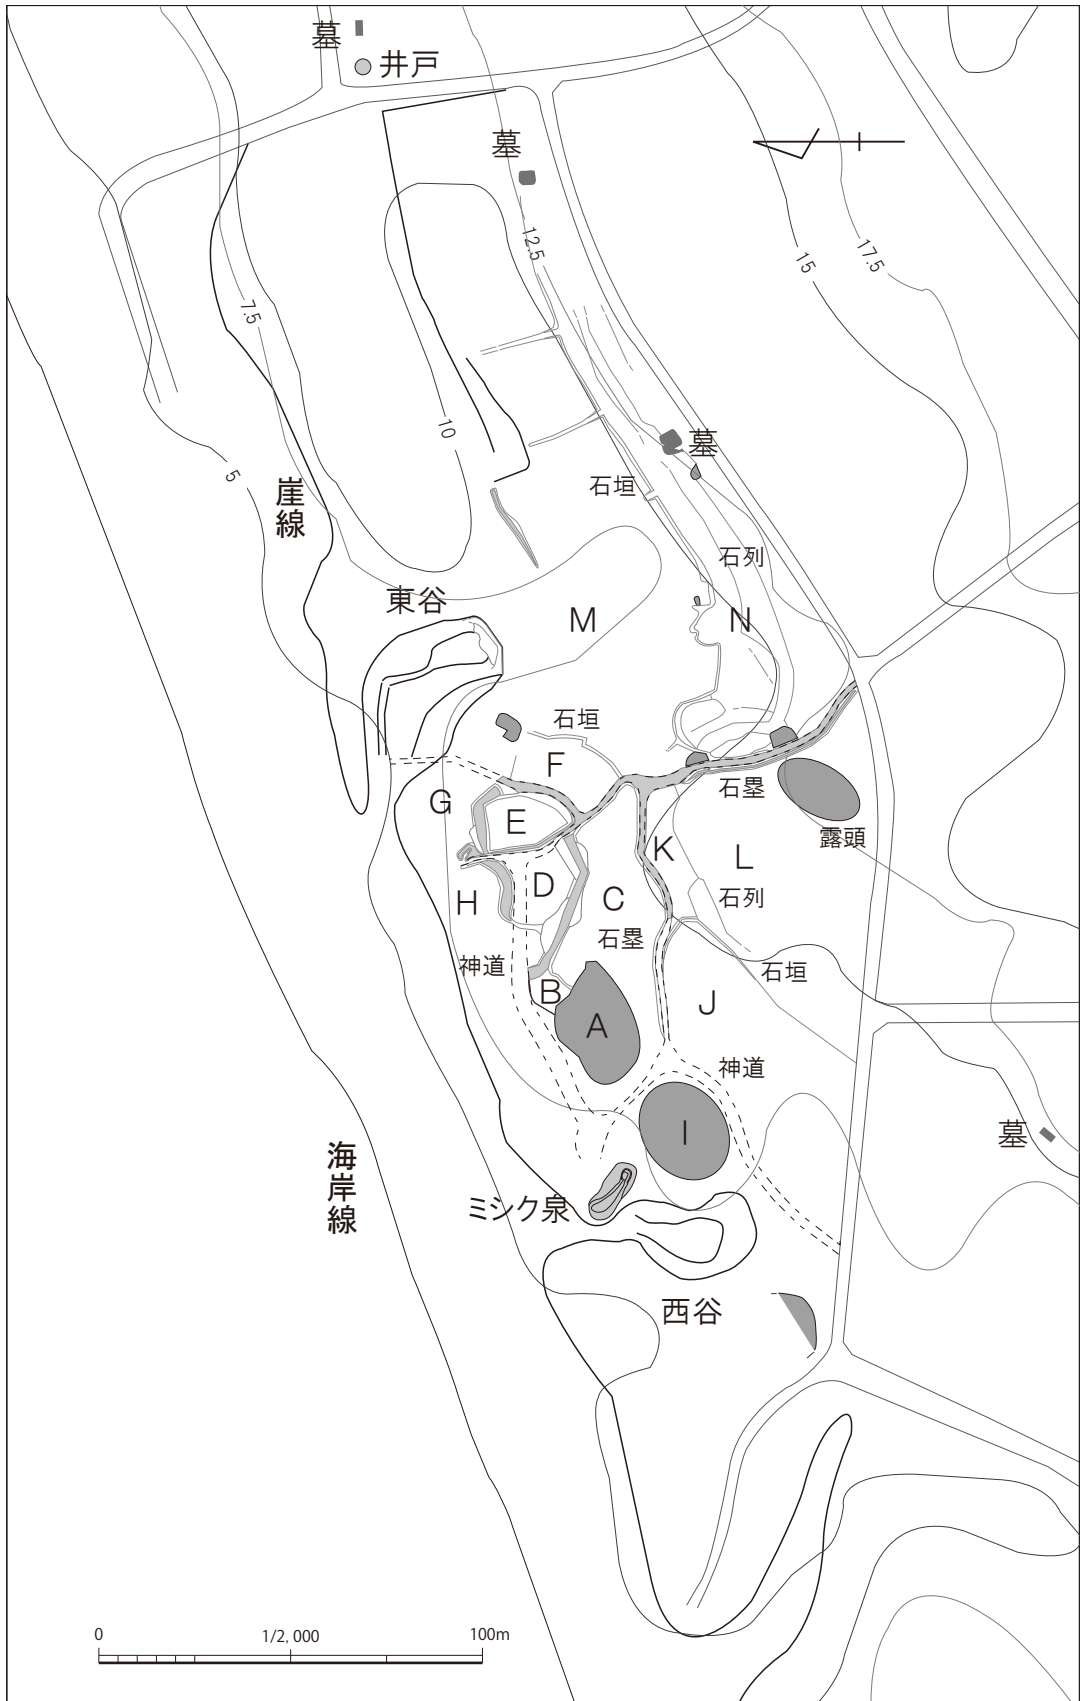 墓
井戸
墓
12.5
15
17.5
7.5
10
5
墓
石垣
崖線
石列
東谷
M
N
石垣
F
石塁
G
E
露頭
K
L
D
H
C
石列
石塁
神道
石垣
B
A
J
神道
I
墓
海岸線
ミシク泉
西谷
0
1/2,000
100m